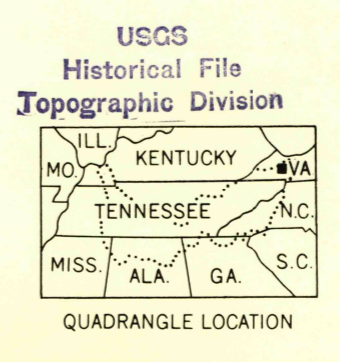 USGS
Historical File
Topographic Division
ILL.
MO.
KENTUCKY
VA
TENNESSEE
N.C.
MISS.
ALA.
GA.
S.C.
QUADRANGLE LOCATION